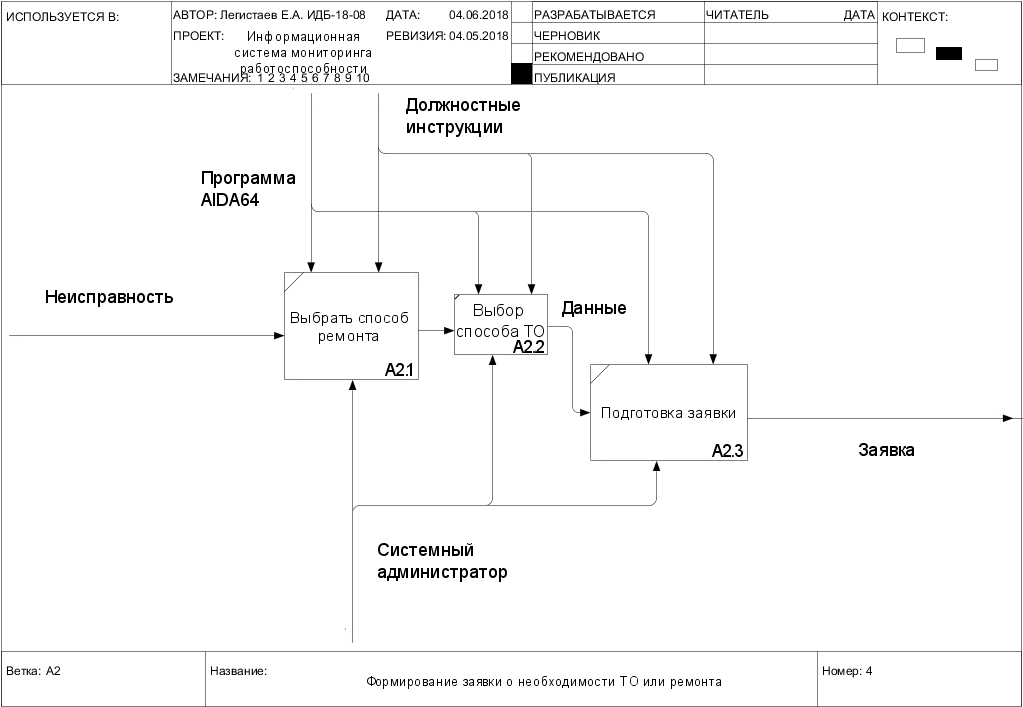 ИСПОЛЬЗУЕТСЯ В:
АВТОР: Легистаев Е.А. ИДБ-18-08
ДАТА: 04.06.2018
ПРОЕКТ: Информационная
система мониторинга
работоспособности
РЕВИЗИЯ: 04.05.2018
ЗАМЕЧАНИЯ: 1 2 3 4 5 6 7 8 9 10
РАЗРАБАТЫВАЕТСЯ
ЧЕРНОВИК
РЕКОМЕНДОВАНО
ПУБЛИКАЦИЯ
ЧИТАТЕЛЬ ДАТА
КОНТЕКСТ:
Должностные
инструкции
Программа
AIDA64
Неисправность
Выбрать способ
ремонта
A2.1
Выбор
способа ТО
A2.2
Данные
Подготовка заявки
A2.3
Заявка
Системный
администратор
Ветка: A2
Название:
Формирование заявки о необходимости ТО или ремонта
Номер: 4